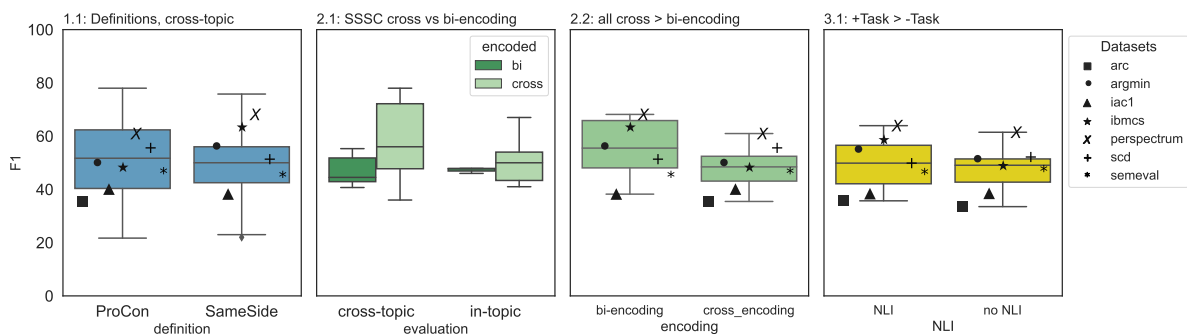 1.1: Definitions, cross-topic
2.1: SSSC cross vs bi-encoding
2.2: all cross > bi-encoding
3.1: +Task > -Task
F1
100
80
60
40
20
0
encoded
bi
cross
Datasets
arc
argmin
iac1
ibmcs
perspectrum
scd
semeval
ProCon
SameSide
definition
cross-topic
in-topic
evaluation
bi-encoding
cross_encoding
encoding
NLI
no NLI
NLI